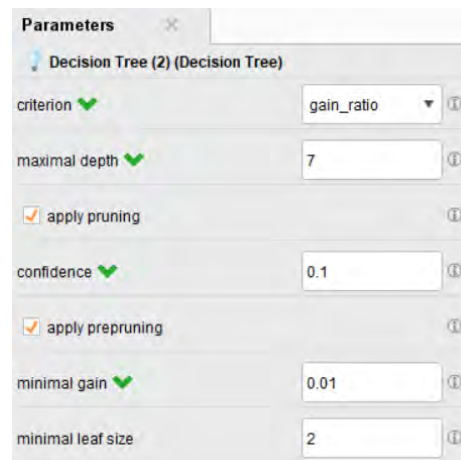 Parameters
Decision Tree (2) (Decision Tree)
criterion gain_ratio
maximal depth 7
apply pruning
confidence 0.1
apply prepruning
minimal gain 0.01
minimal leaf size 2